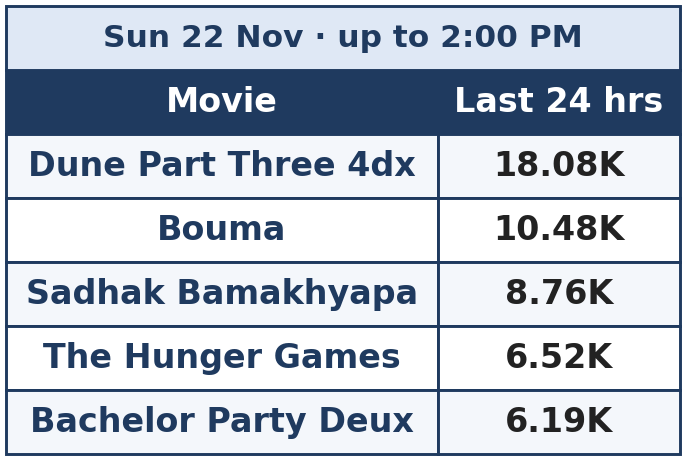 Sun 22 Nov · up to 2:00 PM
Movie Last 24 hrs
Dune Part Three 4dx 18.08K
Bouma 10.48K
Sadhak Bamakhyapa 8.76K
The Hunger Games 6.52K
Bachelor Party Deux 6.19K